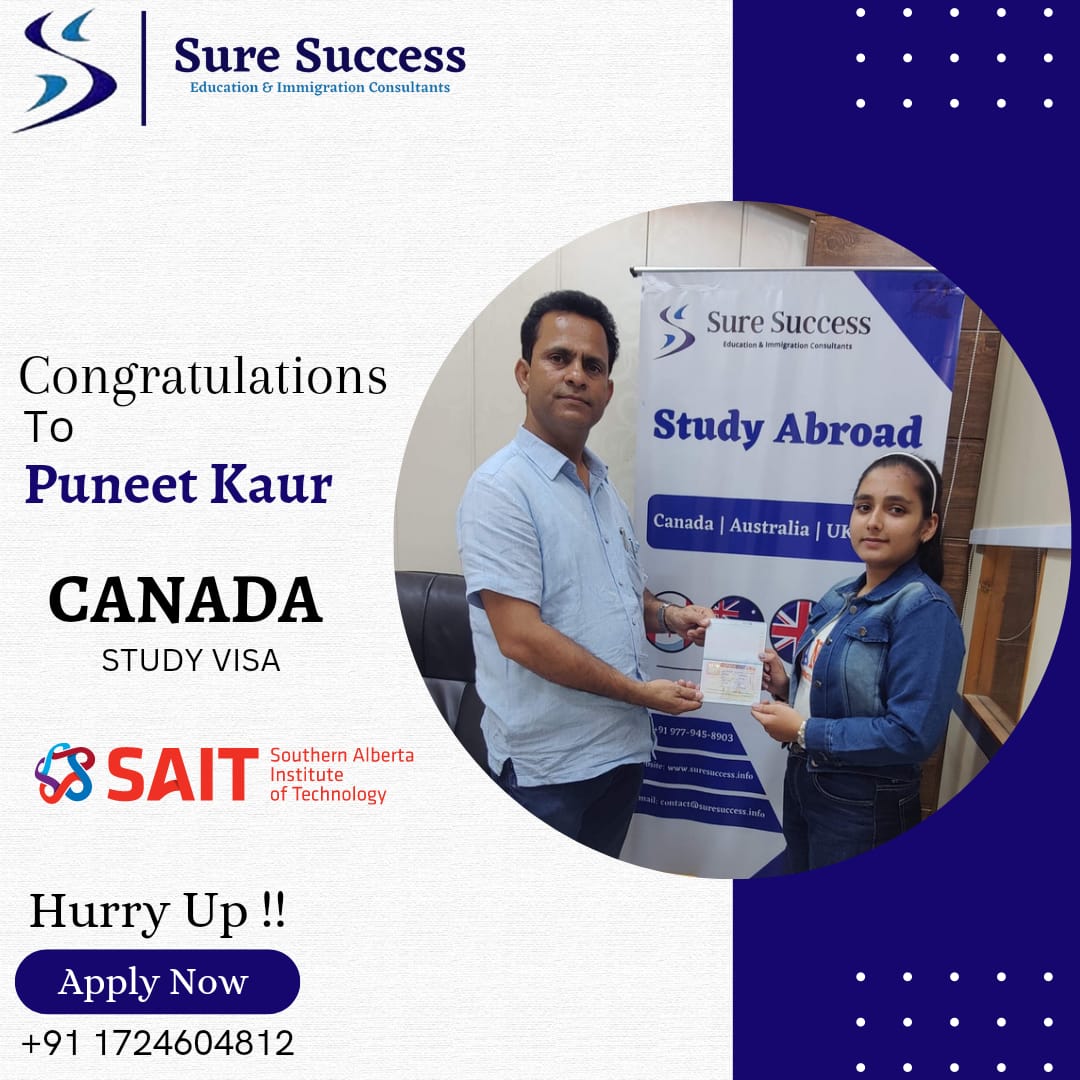 Sure Success
Education & Immigration Consultants
Congratulations
To
Puneet Kaur
CANADA
STUDY VISA
SAIT
Southern Alberta
Institute
of Technology
Hurry Up !!
Apply Now
+91 1724604812
Sure Success
Education & Immigration Consultants
Study Abroad
Canada | Australia | UK
+91 977-945-8903
www.suresuccess.info
contact@suresuccess.info